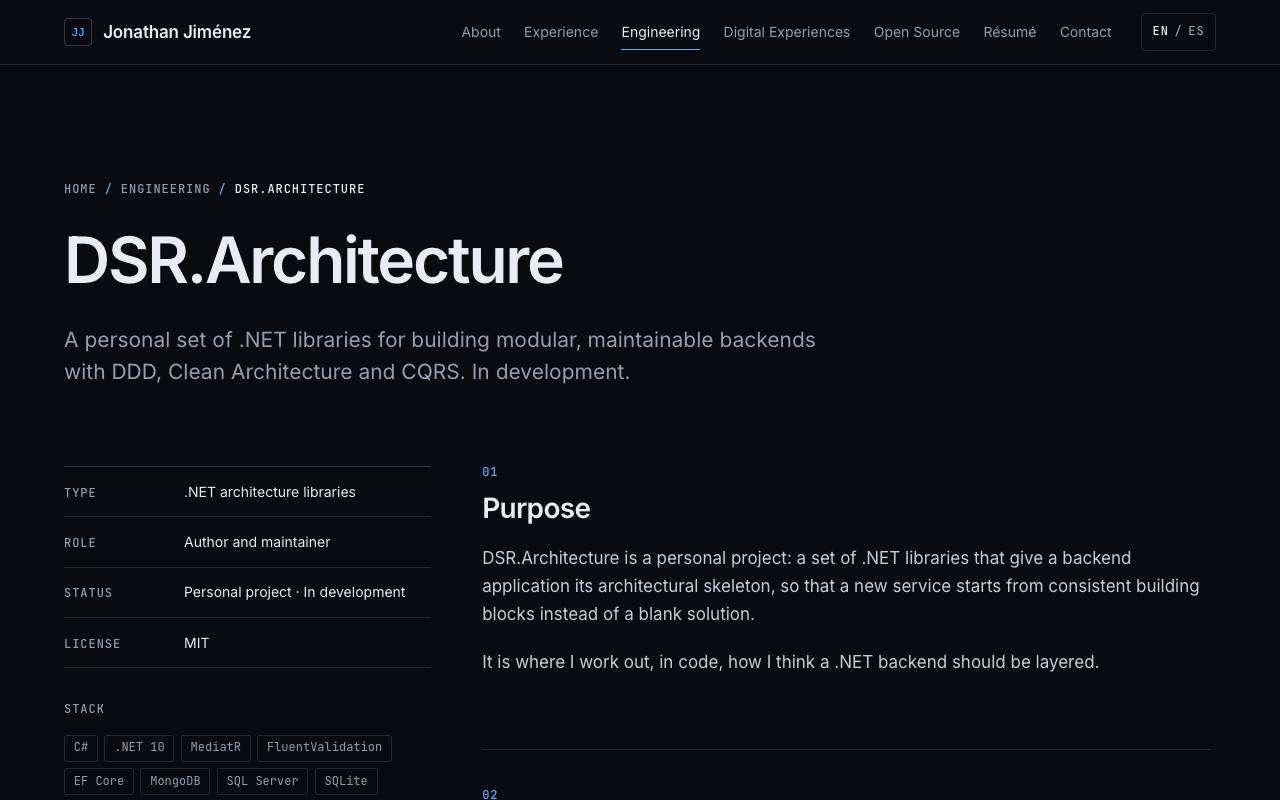 JJ Jonathan Jiménez About Experience Engineering Digital Experiences Open Source Résumé Contact EN / ES
HOME / ENGINEERING / DSR.ARCHITECTURE
DSR.Architecture
A personal set of .NET libraries for building modular, maintainable backends
with DDD, Clean Architecture and CQRS. In development.
TYPE .NET architecture libraries
ROLE Author and maintainer
STATUS Personal project · In development
LICENSE MIT
STACK
C# .NET 10 MediatR FluentValidation
EF Core MongoDB SQL Server SQLite
01
Purpose
DSR.Architecture is a personal project: a set of .NET libraries that give a backend
application its architectural skeleton, so that a new service starts from consistent building
blocks instead of a blank solution.
It is where I work out, in code, how I think a .NET backend should be layered.
02